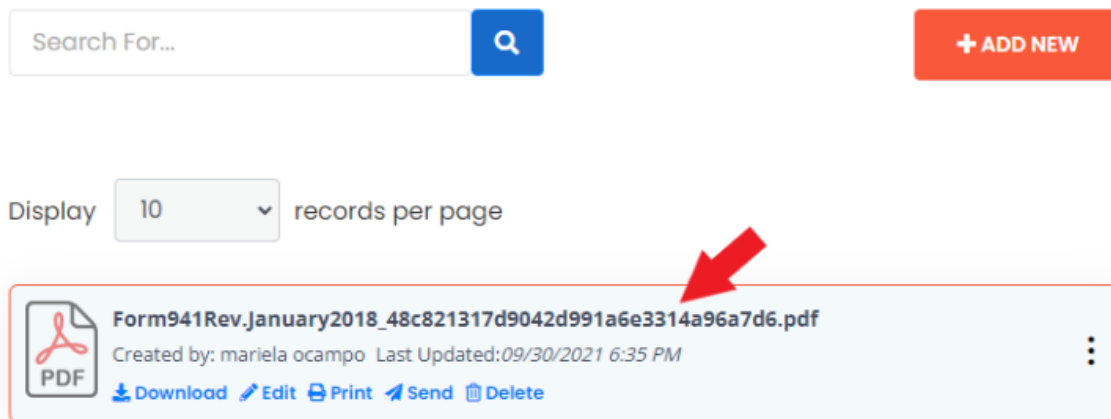 Search For...
+ ADD NEW
Display 10 records per page
Form941Rev.January2018_48c821317d9042d991a6e3314a96a7d6.pdf
Created by: mariela ocampo Last Updated:09/30/2021 6:35 PM
PDF
Download Edit Print Send Delete